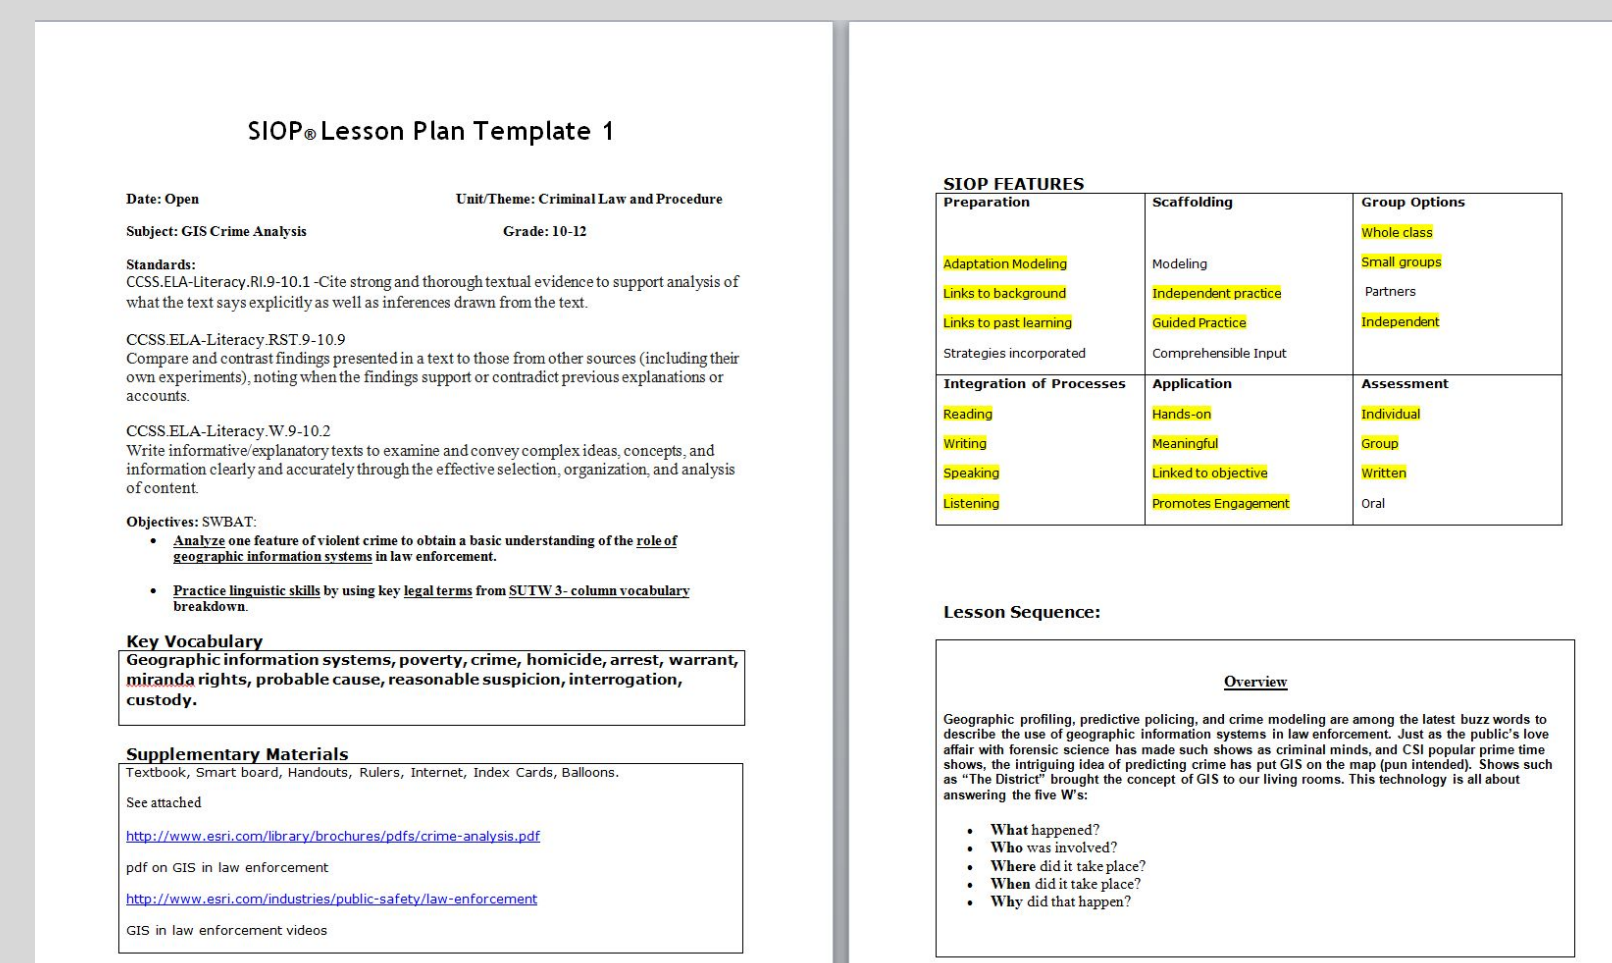 SIOP® Lesson Plan Template 1
Date: Open Unit/Theme: Criminal Law and Procedure
Subject: GIS Crime Analysis Grade: 10-12
Standards:
CCSS.ELA-Literacy.RI.9-10.1 -Cite strong and thorough textual evidence to support analysis of
what the text says explicitly as well as inferences drawn from the text.
CCSS.ELA-Literacy.RST.9-10.9
Compare and contrast findings presented in a text to those from other sources (including their
own experiments), noting when the findings support or contradict previous explanations or
accounts.
CCSS.ELA-Literacy.W.9-10.2
Write informative/explanatory texts to examine and convey complex ideas, concepts, and
information clearly and accurately through the effective selection, organization, and analysis
of content.
Objectives: SWBAT:
• Analyze one feature of violent crime to obtain a basic understanding of the role of
geographic information systems in law enforcement.
• Practice linguistic skills by using key legal terms from SUTW 3- column vocabulary
breakdown.
Key Vocabulary
Geographic information systems, poverty, crime, homicide, arrest, warrant,
miranda rights, probable cause, reasonable suspicion, interrogation,
custody.
Supplementary Materials
Textbook, Smart board, Handouts, Rulers, Internet, Index Cards, Balloons.
See attached
http://www.esri.com/library/brochures/pdfs/crime-analysis.pdf
pdf on GIS in law enforcement
http://www.esri.com/industries/public-safety/law-enforcement
GIS in law enforcement videos
SIOP FEATURES
Preparation
Adaptation Modeling
Links to background
Links to past learning
Strategies incorporated
Scaffolding
Modeling
Independent practice
Guided Practice
Comprehensible Input
Group Options
Whole class
Small groups
Partners
Independent
Integration of Processes
Reading
Writing
Speaking
Listening
Application
Hands-on
Meaningful
Linked to objective
Promotes Engagement
Assessment
Individual
Group
Written
Oral
Lesson Sequence:
Overview
Geographic profiling, predictive policing, and crime modeling are among the latest buzz words to
describe the use of geographic information systems in law enforcement. Just as the public's love
affair with forensic science has made such shows as criminal minds, and CSI popular prime time
shows, the intriguing idea of predicting crime has put GIS on the map (pun intended). Shows such
as “The District” brought the concept of GIS to our living rooms. This technology is all about
answering the five W's:
• What happened?
• Who was involved?
• Where did it take place?
• When did it take place?
• Why did that happen?